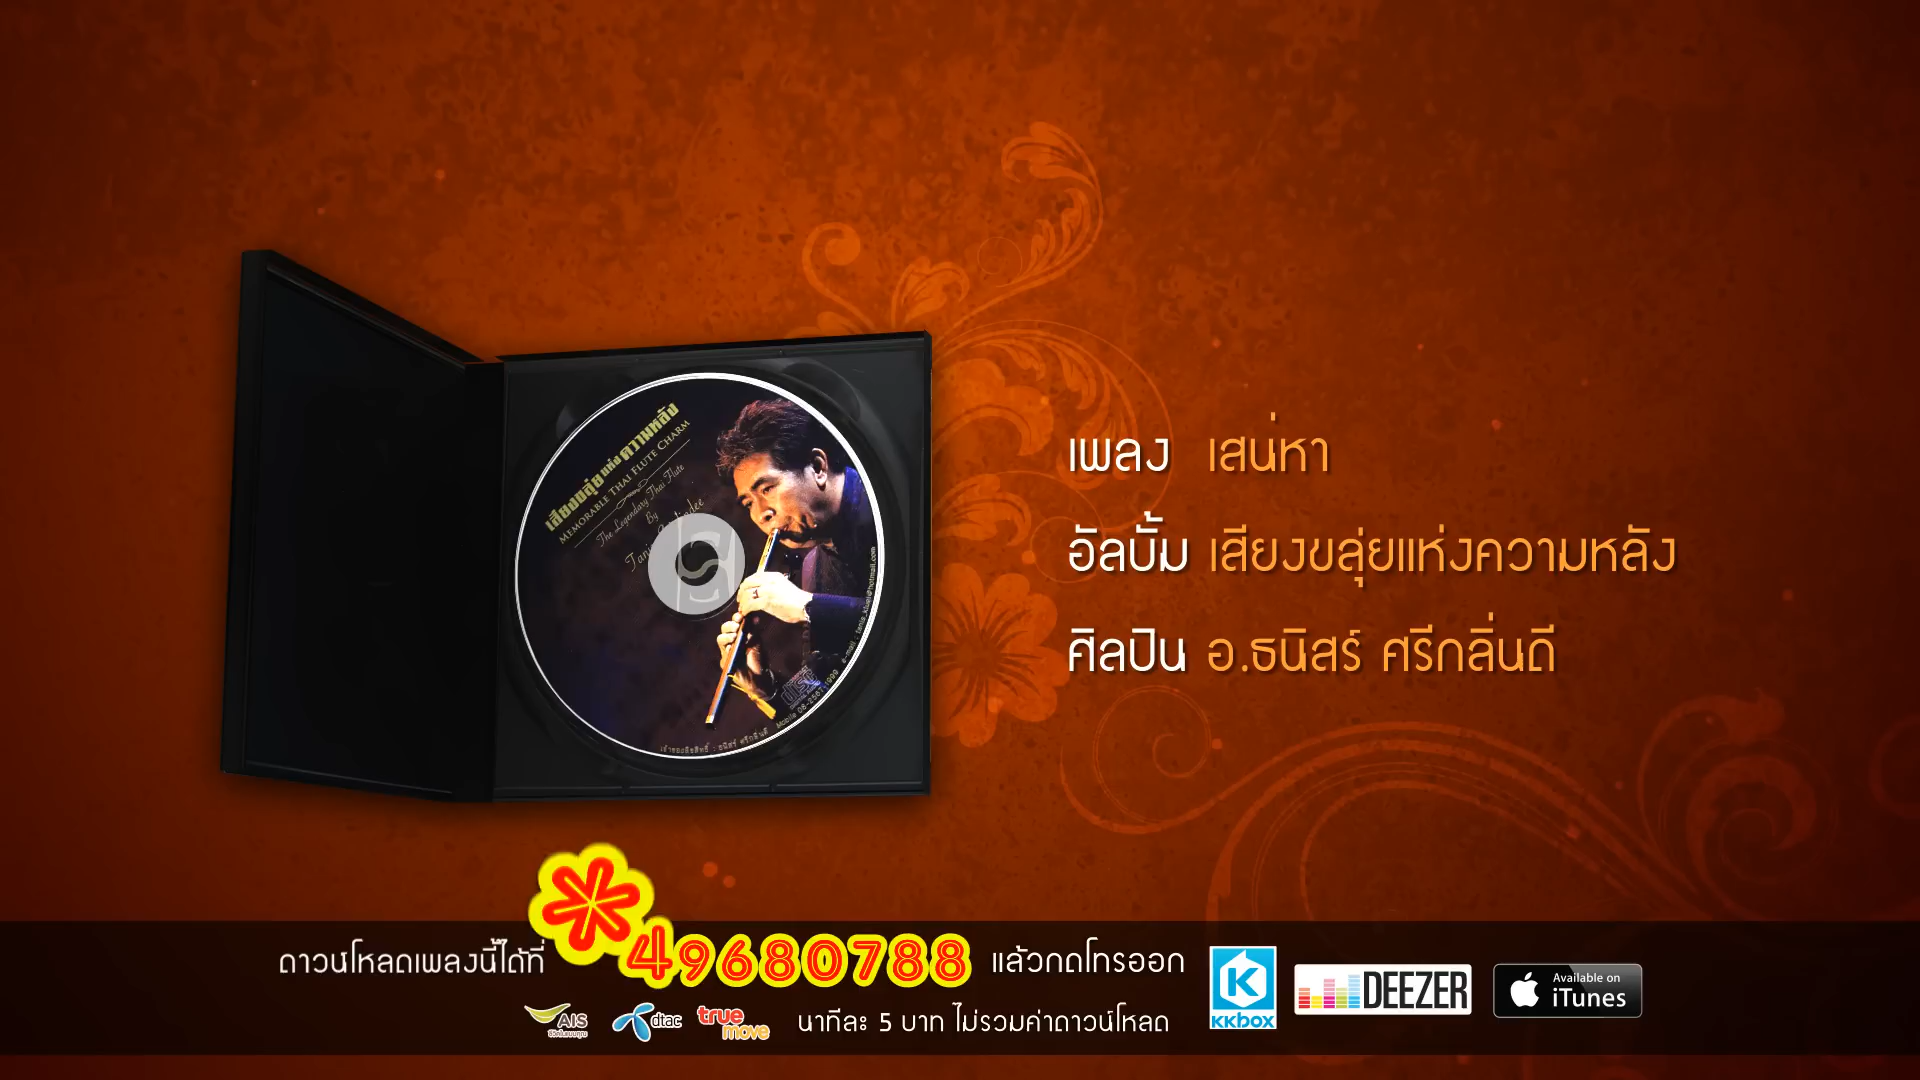 เสียงขลุ่ยแห่งความหลัง
MEMORABLE THAI FLUTE CHARM
The Legendary Thai Flute
By
เพลง เสน่หา
อัลบั้ม เสียงขลุ่ยแห่งความหลัง
ศิลปิน อ.ธนิสร์ ศรีกลิ่นดี
ดาวน์โหลดเพลงนี้ได้ที่ *49680788 แล้วกดโทรออก
AIS dtac true move นาทีละ 5 บาท ไม่รวมค่าดาวน์โหลด
KKBOX
DEEZER
Available on
iTunes